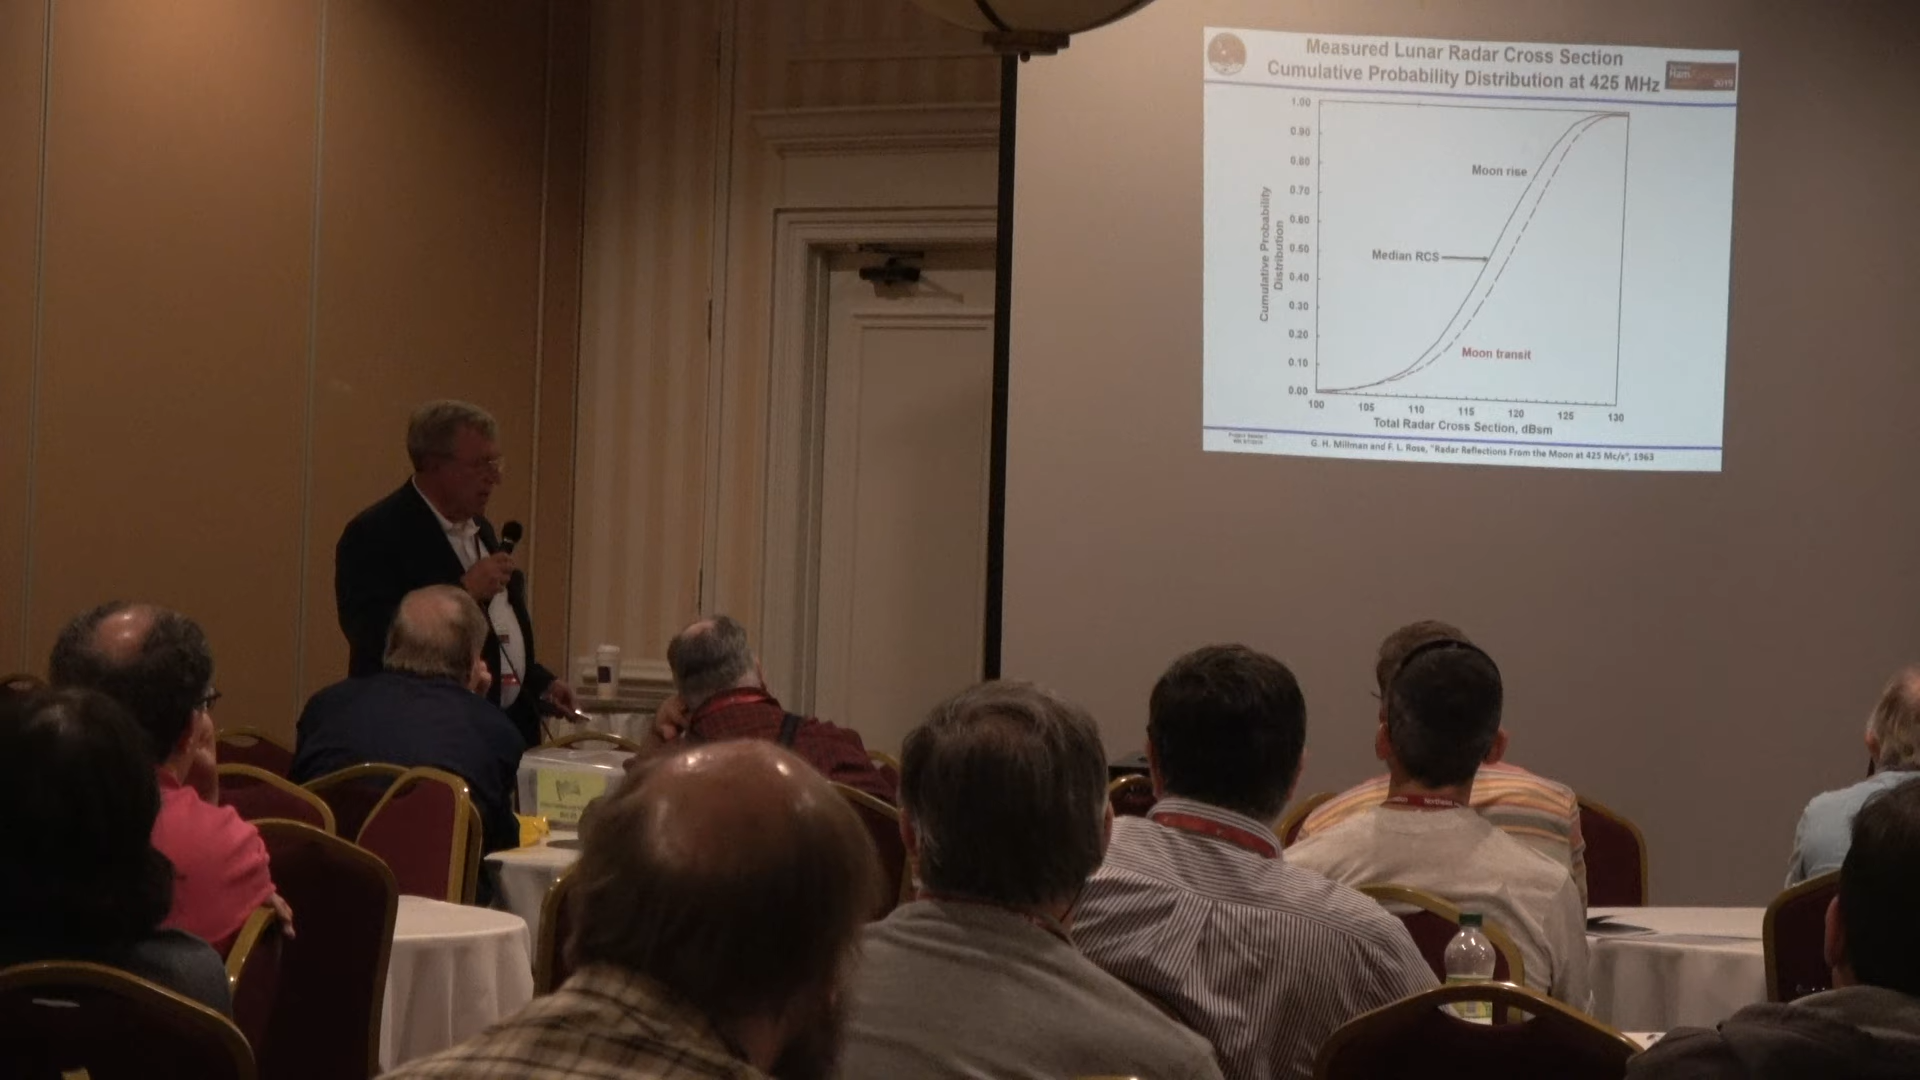 Measured Lunar Radar Cross Section
Cumulative Probability Distribution at 425 MHz
Ham
2019
1.00
0.90
0.80
0.70
0.60
0.50
0.40
0.30
0.20
0.10
0.00
Cumulative Probability
Distribution
Moon rise
Median RCS
Moon transit
100 105 110 115 120 125 130
Total Radar Cross Section, dBsm
G. H. Millman and F. L. Rose, "Radar Reflections From the Moon at 425 Mc/s", 1963
Northeast